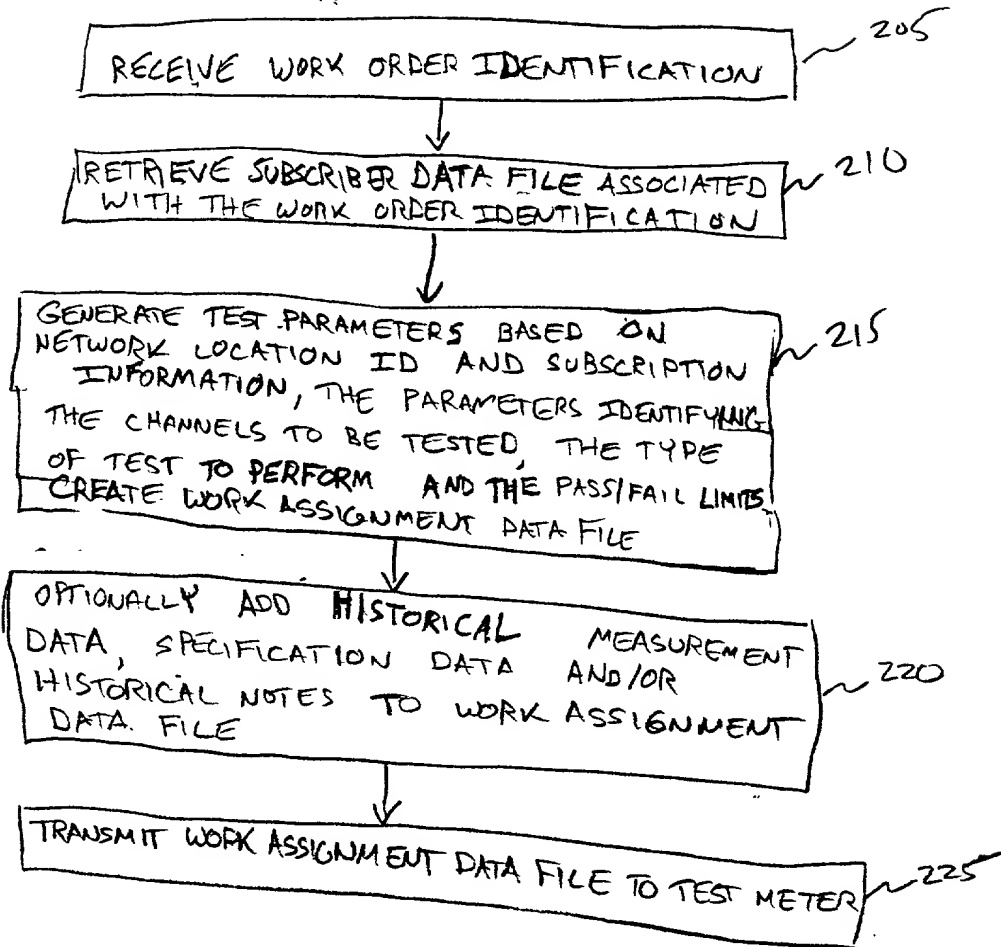 205
RECEIVE WORK ORDER IDENTIFICATION
210
RETRIEVE SUBSCRIBER DATA FILE ASSOCIATED
WITH THE WORK ORDER IDENTIFICATION
215
GENERATE TEST PARAMETERS BASED ON
NETWORK LOCATION ID AND SUBSCRIPTION
INFORMATION, THE PARAMETERS IDENTIFYING
THE CHANNELS TO BE TESTED, THE TYPE
OF TEST TO PERFORM AND THE PASS/FAIL LIMITS.
CREATE WORK ASSIGNMENT DATA FILE
OPTIONALLY ADD HISTORICAL MEASUREMENT
DATA, SPECIFICATION DATA AND/OR
HISTORICAL NOTES TO WORK ASSIGNMENT
DATA FILE
220
TRANSMIT WORK ASSIGNMENT DATA FILE TO TEST METER
225